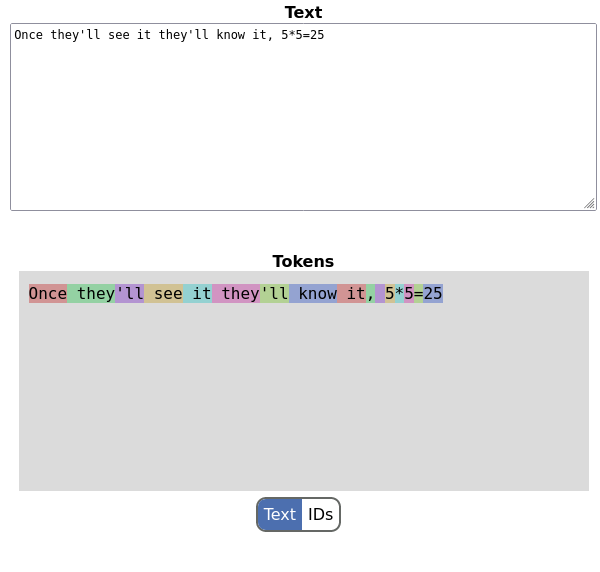 Text
Once they'll see it they'll know it, 5*5=25
Tokens
Once they'll see it they'll know it, 5*5=25
Text IDs